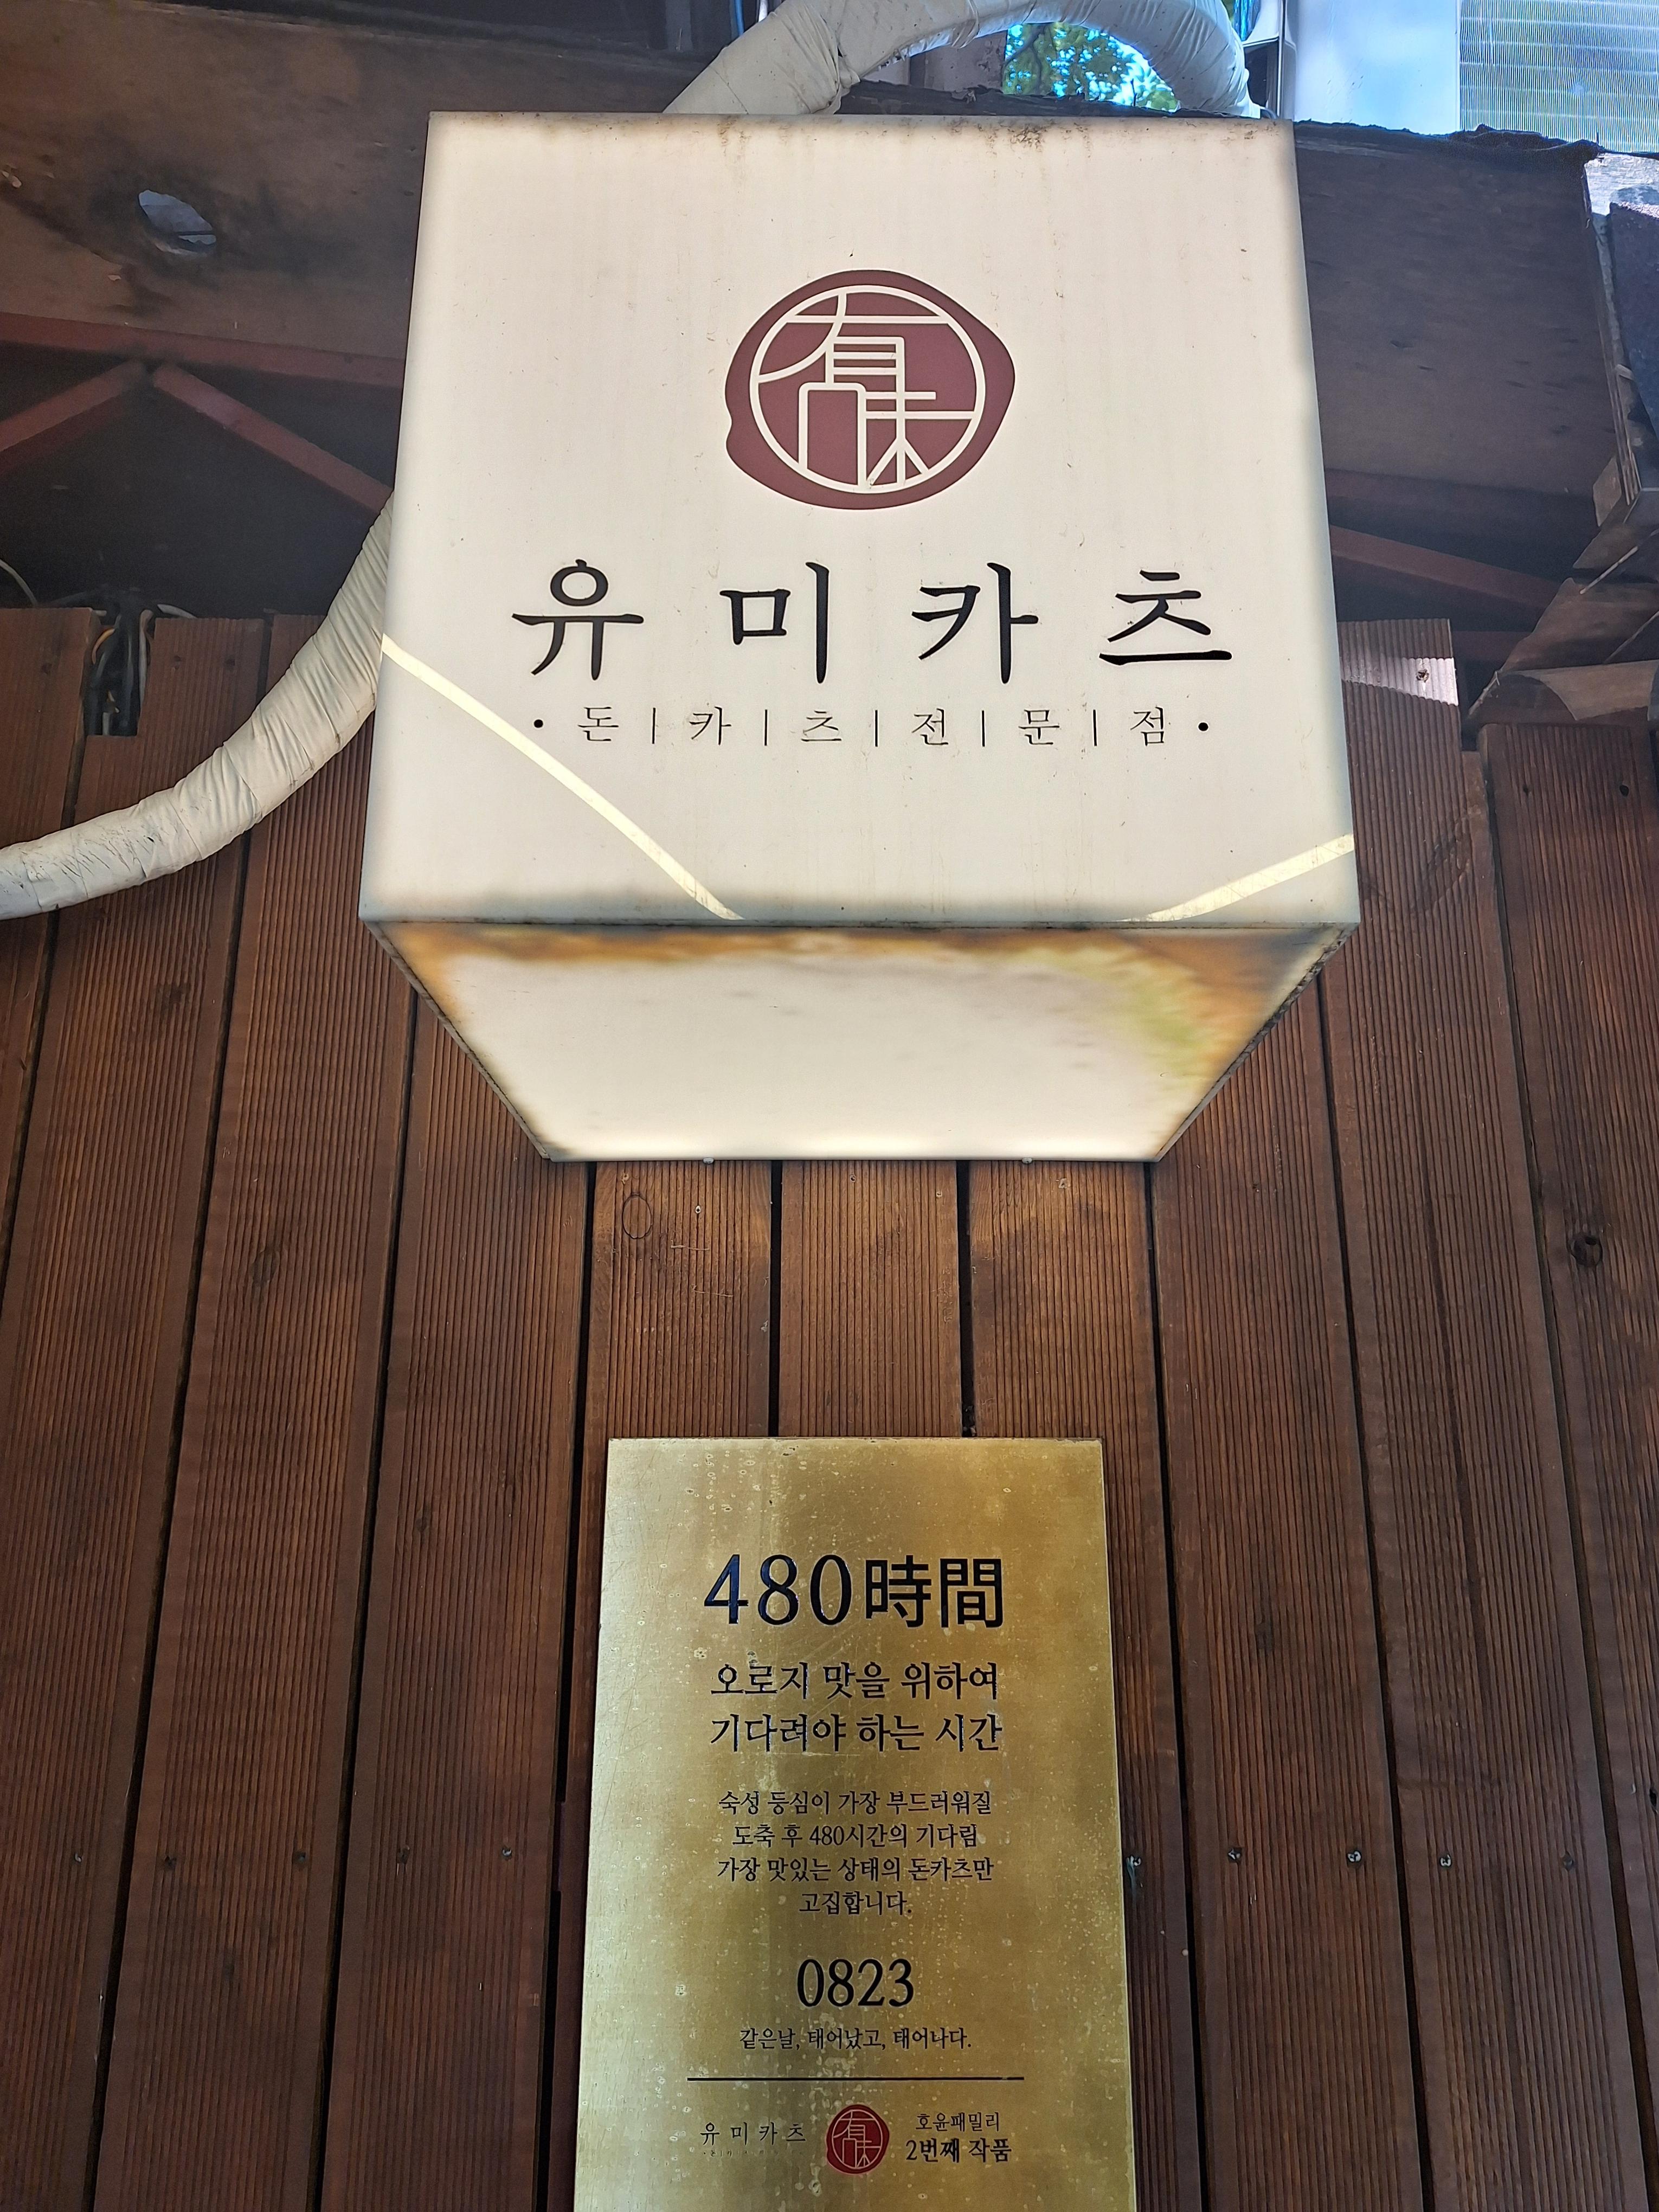 有味
유미카츠
·돈|카|츠|전|문|점·
480時間
오로지 맛을 위하여
기다려야 하는 시간
숙성 등심이 가장 부드러워질
도축 후 480시간의 기다림
가장 맛있는 상태의 돈카츠만
고집합니다.
0823
같은날, 태어났고, 태어나다.
유미카츠
有味
호윤패밀리
2번째 작품